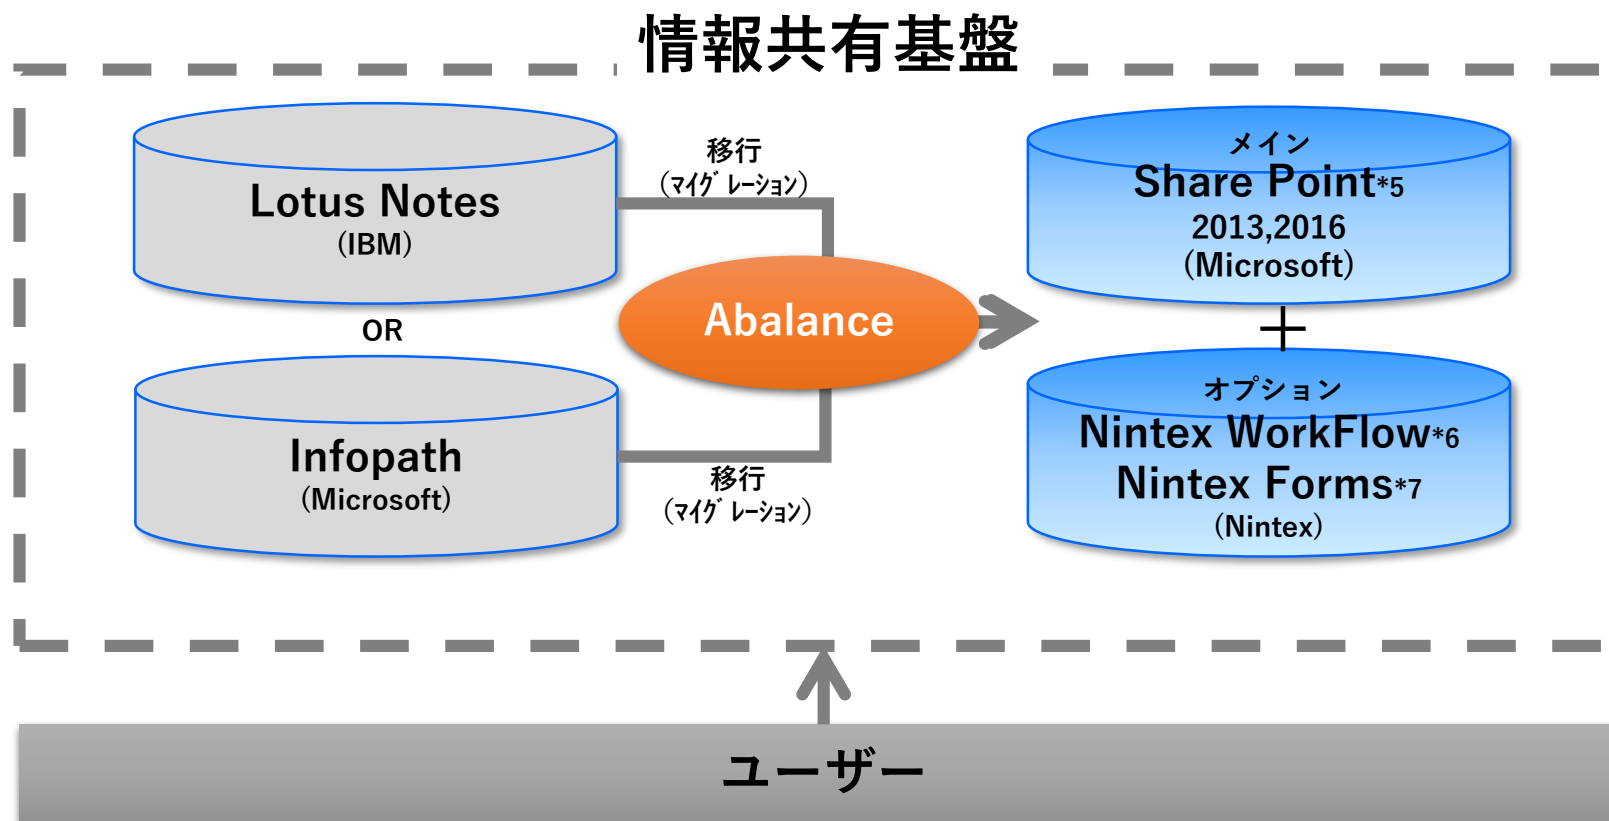 情報共有基盤
Lotus Notes
(IBM)
OR
Infopath
(Microsoft)
移行
(ﾏｲｸﾞﾚｰｼｮﾝ)
Abalance
移行
(ﾏｲｸﾞﾚｰｼｮﾝ)
メイン
Share Point*5
2013,2016
(Microsoft)
＋
オプション
Nintex WorkFlow*6
Nintex Forms*7
(Nintex)
ユーザー